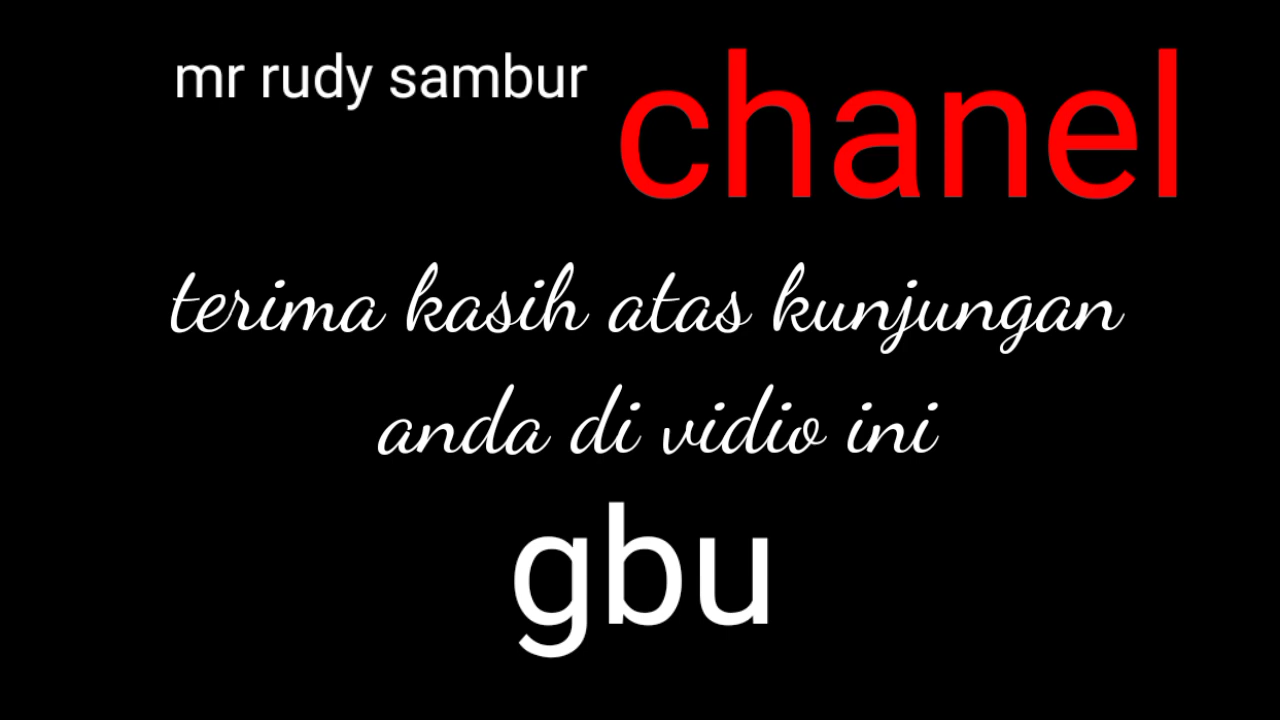 mr rudy sambur chanel
terima kasih atas kunjungan
anda di vidio ini
gbu